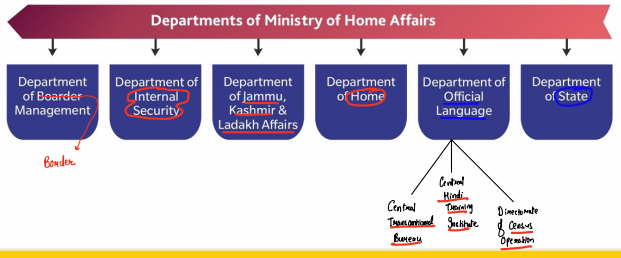 Departments of Ministry of Home Affairs
Department
of Boarder
Management
Department of
Internal
Security
Department
of Jammu,
Kashmir &
Ladakh Affairs
Department
of Home
Department of
Official
Language
Department
of State
Border
Central
Bureau
Central
Hindi
Training
Institute
Directorate
of Census
Operation